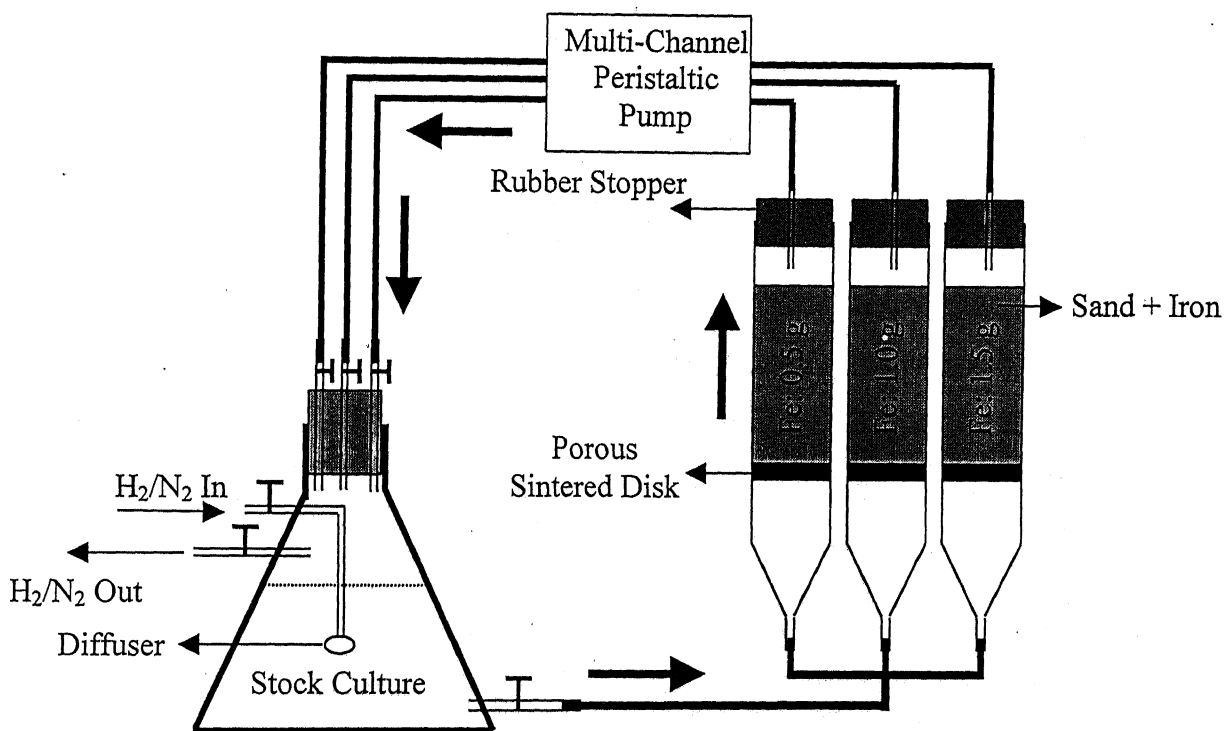 Multi-Channel
Peristaltic
Pump
Rubber Stopper
Sand + Iron
Fe: 0.5 g
Fe: 1.0 g
Fe: 1.5 g
Porous
Sintered Disk
H₂/N₂ In
H₂/N₂ Out
Diffuser
Stock Culture